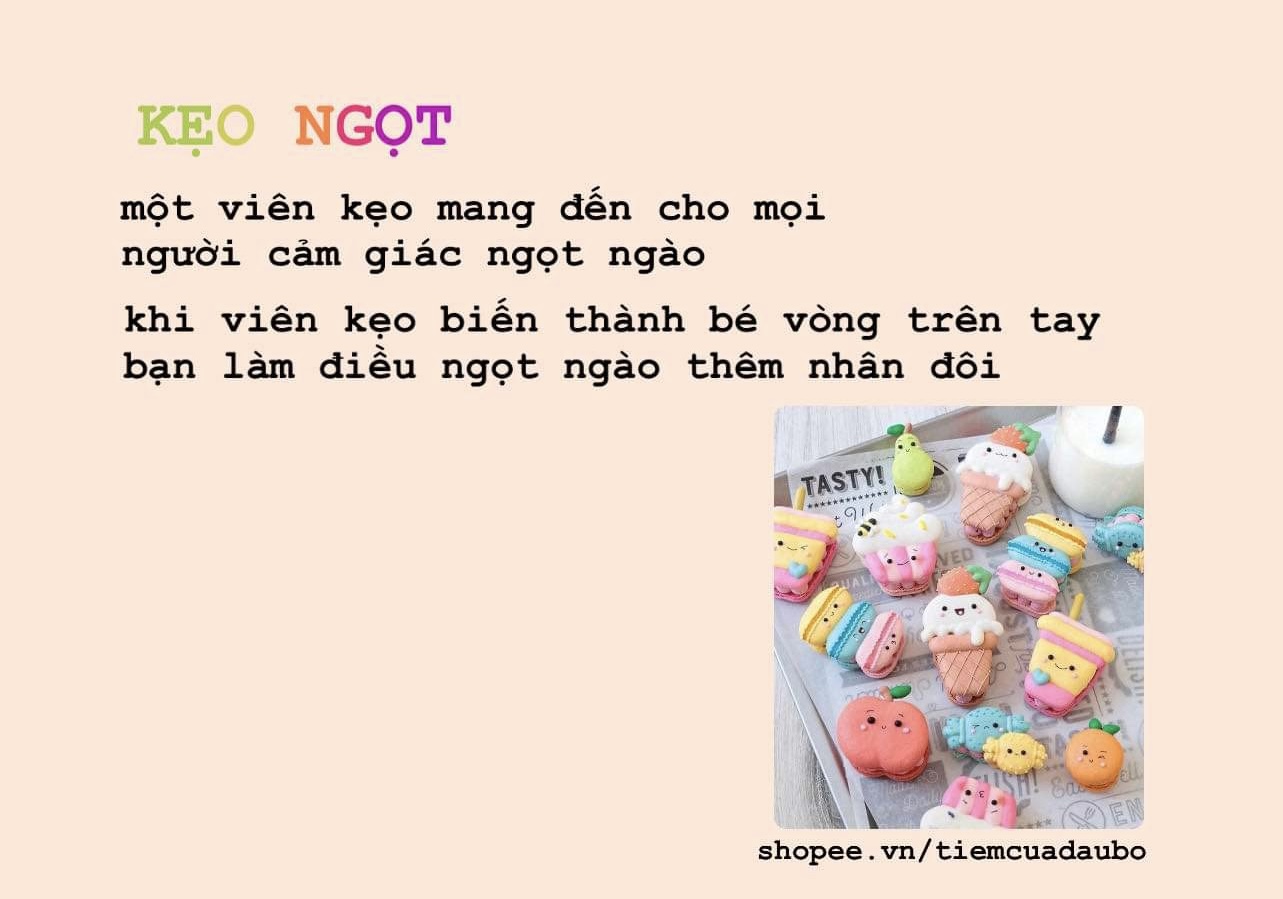 KẸO NGỌT
một viên kẹo mang đến cho mọi
người cảm giác ngọt ngào
khi viên kẹo biến thành bé vòng trên tay
bạn làm điều ngọt ngào thêm nhân đôi
TASTY!
shopee.vn/tiemcuadaubo